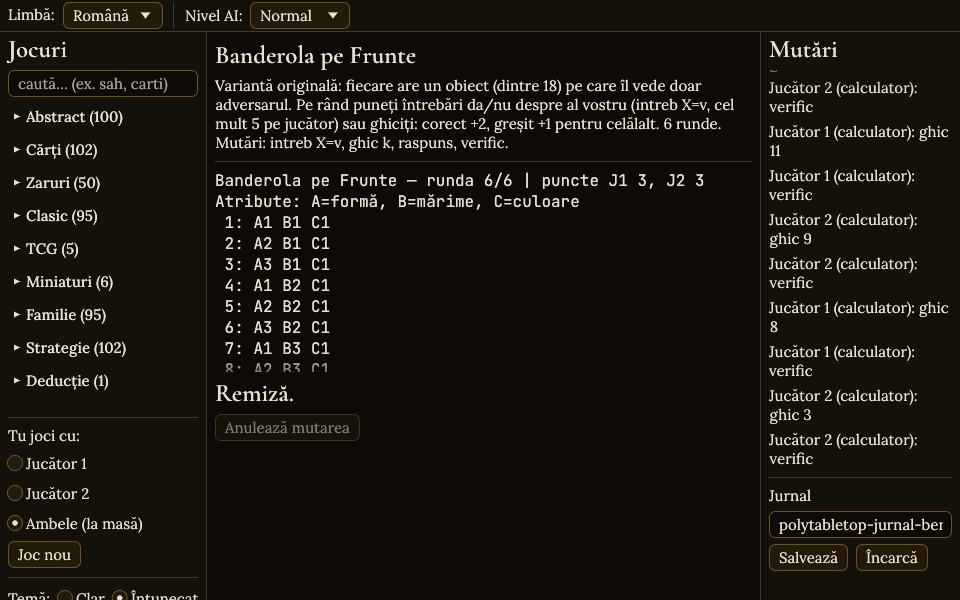 Limbă: Română ▼ Nivel AI: Normal ▼
Jocuri
caută... (ex. sah, carti)
▸ Abstract (100)
▸ Cărți (102)
▸ Zaruri (50)
▸ Clasic (95)
▸ TCG (5)
▸ Miniaturi (6)
▸ Familie (95)
▸ Strategie (102)
▸ Deducție (1)
Tu joci cu:
Jucător 1
Jucător 2
Ambele (la masă)
Joc nou
Temă: Clar Întunecat
Banderola pe Frunte
Variantă originală: fiecare are un obiect (dintre 18) pe care îl vede doar
adversarul. Pe rând puneți întrebări da/nu despre al vostru (intreb X=v, cel
mult 5 pe jucător) sau ghiciți: corect +2, greșit +1 pentru celălalt. 6 runde.
Mutări: intreb X=v, ghic k, raspuns, verific.
Banderola pe Frunte — runda 6/6 | puncte J1 3, J2 3
Atribute: A=formă, B=mărime, C=culoare
1: A1 B1 C1
2: A2 B1 C1
3: A3 B1 C1
4: A1 B2 C1
5: A2 B2 C1
6: A3 B2 C1
7: A1 B3 C1
8: A2 B3 C1
Remiză.
Anulează mutarea
Mutări
Jucător 2 (calculator):
verific
Jucător 1 (calculator): ghic
11
Jucător 1 (calculator):
verific
Jucător 2 (calculator):
ghic 9
Jucător 2 (calculator):
verific
Jucător 1 (calculator): ghic
8
Jucător 1 (calculator):
verific
Jucător 2 (calculator):
ghic 3
Jucător 2 (calculator):
verific
Jurnal
polytabletop-jurnal-ber
Salvează Încarcă